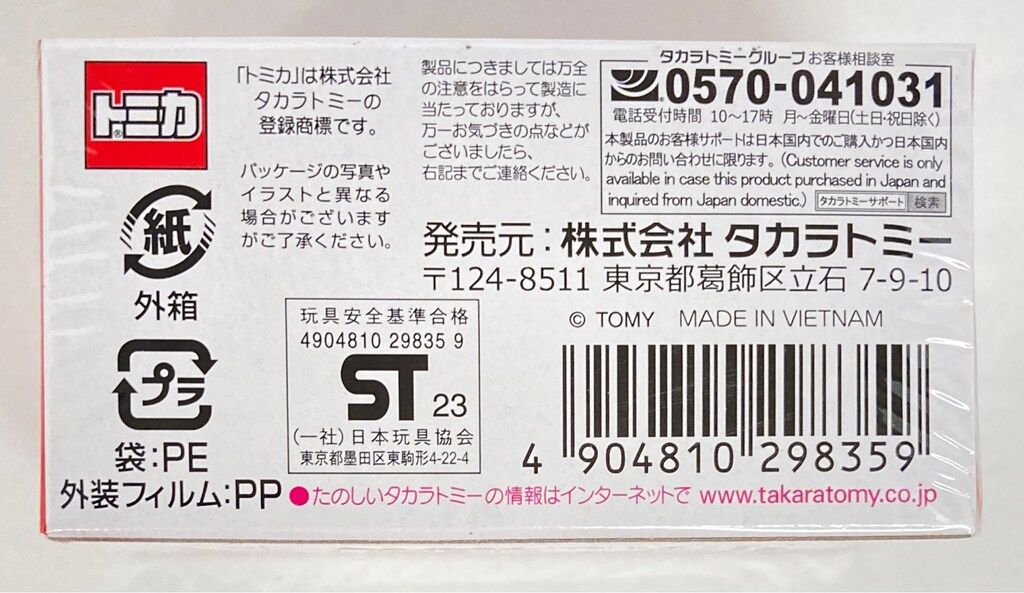 トミカ
®
「トミカ」は株式会社
タカラトミーの
登録商標です。
パッケージの写真や
イラストと異なる
場合がございます
がご了承ください。
製品につきましては万全
の注意をはらって製造に
当たっておりますが、
万一お気づきの点などが
ございましたら、
右記までご連絡ください。
タカラトミーグループ お客様相談室
0570-041031
電話受付時間 10〜17時 月〜金曜日(土日・祝日除く)
本製品のお客様サポートは日本国内でのご購入かつ日本国内
からのお問い合わせに限ります。(Customer service is only
available in case this product purchased in Japan and
inquired from Japan domestic.) タカラトミーサポート 検索
紙
外箱
発売元:株式会社 タカラトミー
〒124-8511 東京都葛飾区立石 7-9-10
© TOMY MADE IN VIETNAM
玩具安全基準合格
4904810 29835 9
ST 23
(一社)日本玩具協会
東京都墨田区東駒形4-22-4
プラ
袋:PE
外装フィルム:PP
4 904810 298359
●たのしいタカラトミーの情報はインターネットで www.takaratomy.co.jp